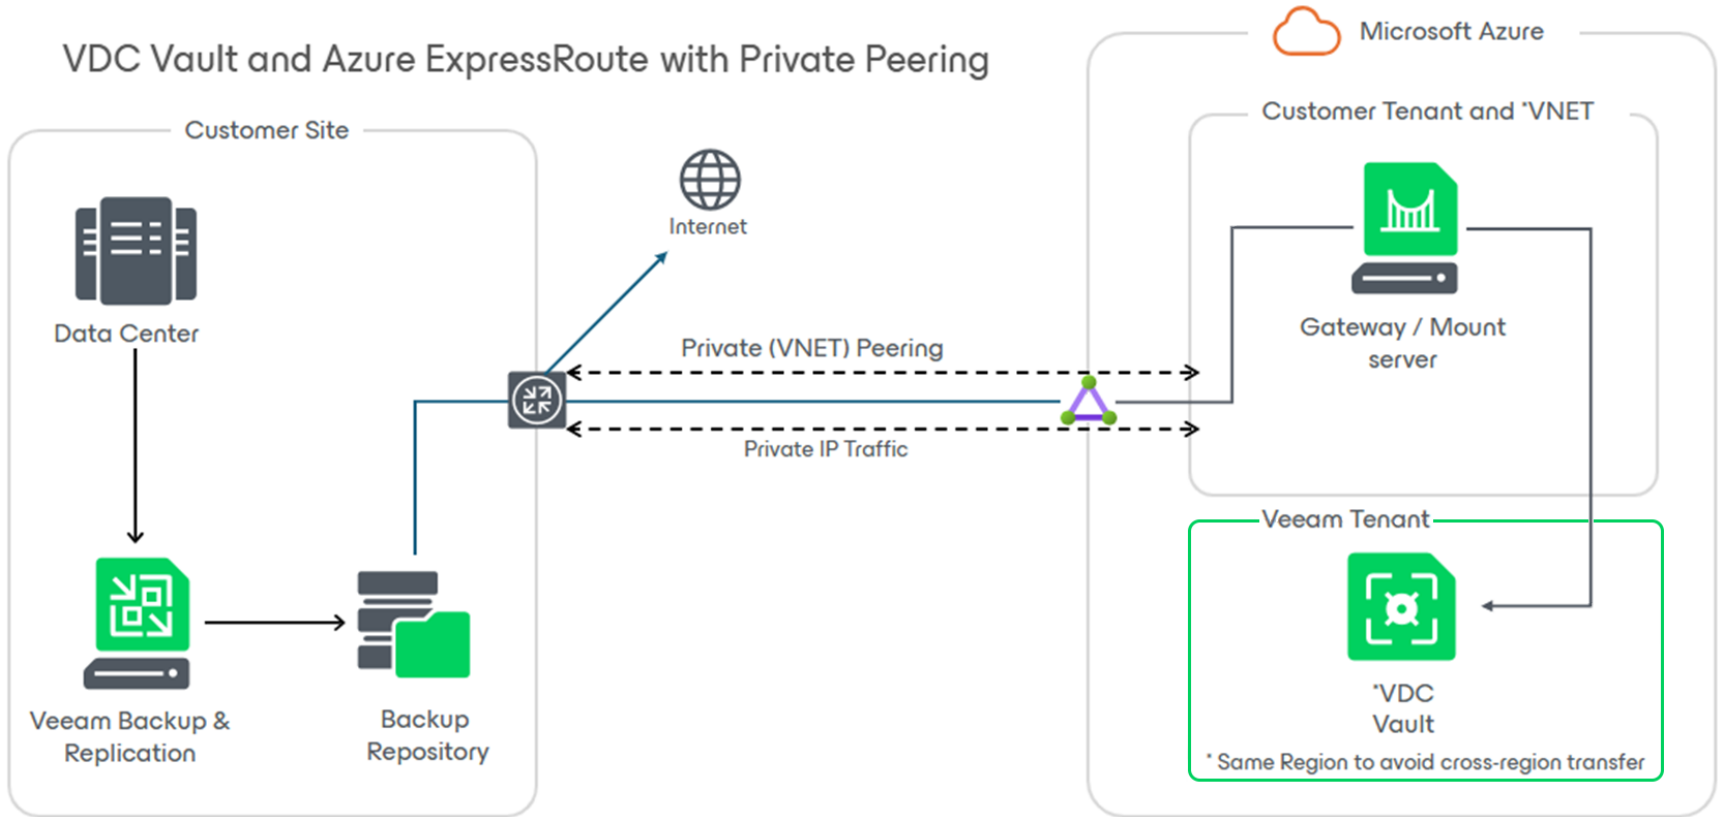 VDC Vault and Azure ExpressRoute with Private Peering
Microsoft Azure
Customer Site
Customer Tenant and *VNET
Internet
Data Center
Gateway / Mount
server
Private (VNET) Peering
Private IP Traffic
Veeam Tenant
Veeam Backup &
Replication
Backup
Repository
*VDC
Vault
* Same Region to avoid cross-region transfer